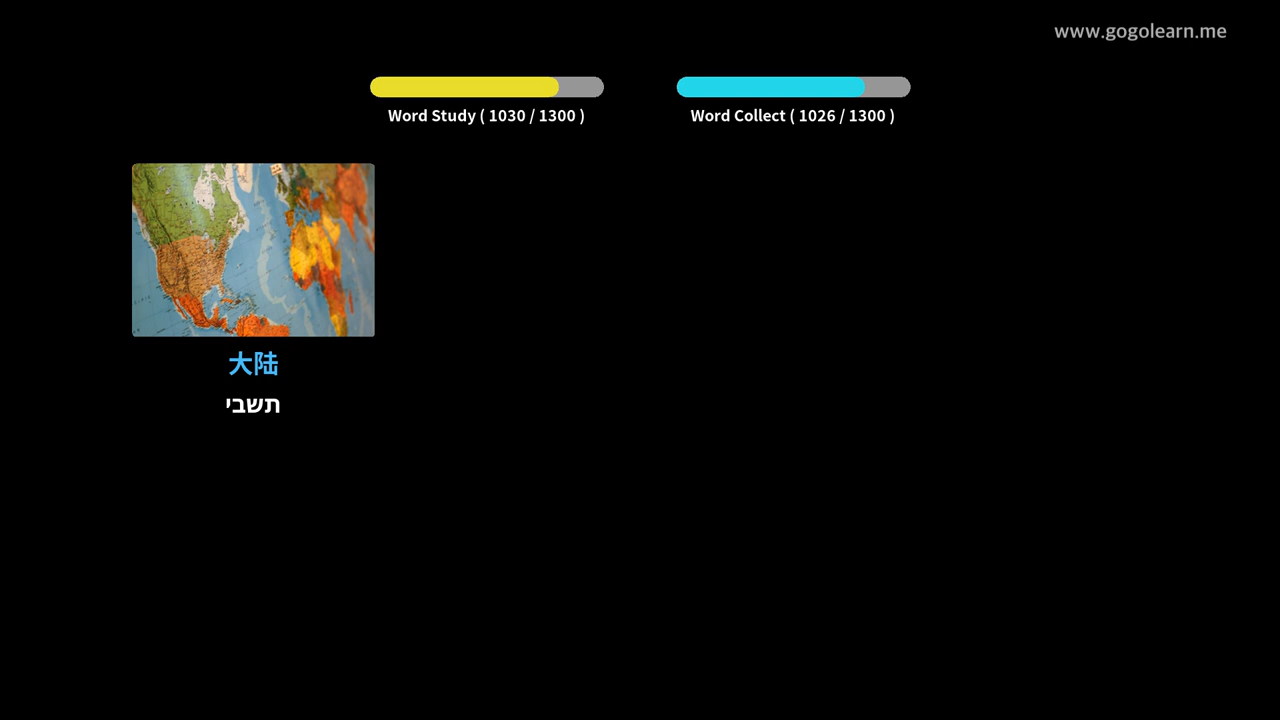 www.gogolearn.me
Word Study ( 1030 / 1300 )
Word Collect ( 1026 / 1300 )
大陆
תשבי